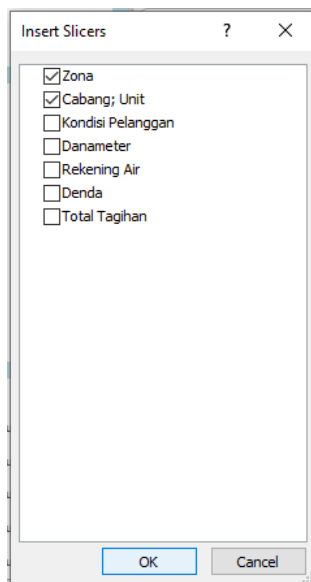 Insert Slicers ?
Zona
Cabang; Unit
Kondisi Pelanggan
Danameter
Rekening Air
Denda
Total Tagihan
OK Cancel